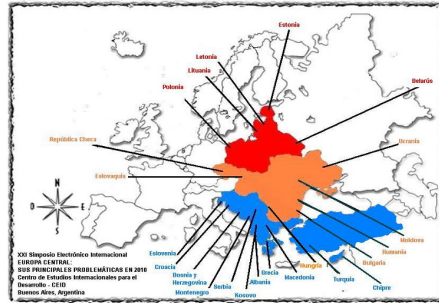 Estonia
Letonia
Lituania
Polonia
Belarús
República Checa
Ucrania
Eslovaquia
N
D
E
S
Moldova
Rumania
Bulgaria
Eslovenia
Croacia
Bosnia y
Herzegovina
Montenegro
Serbia
Kosovo
Albania
Grecia
Macedonia
Hungría
Turquía
Chipre
XXI Simposio Electrónico Internacional
EUROPA CENTRAL:
SUS PRINCIPALES PROBLEMÁTICAS EN 2010
Centro de Estudios Internacionales para el
Desarrollo - CEID
Buenos Aires, Argentina